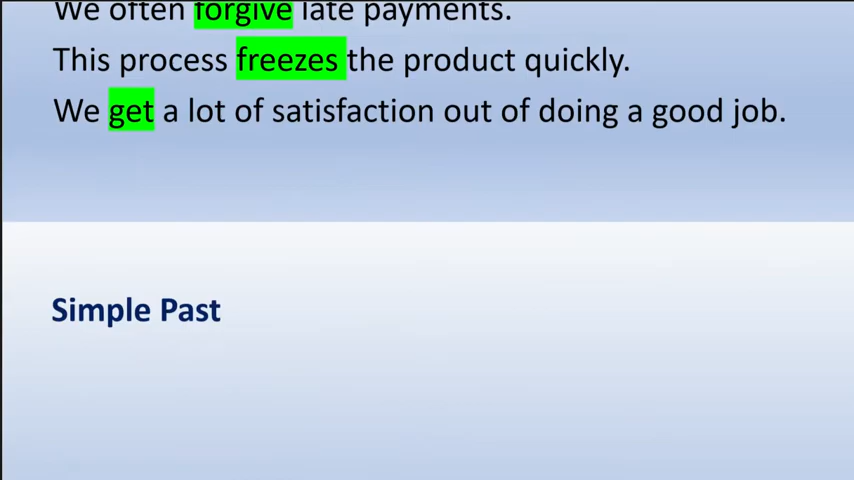 We often forgive late payments.
This process freezes the product quickly.
We get a lot of satisfaction out of doing a good job.
Simple Past